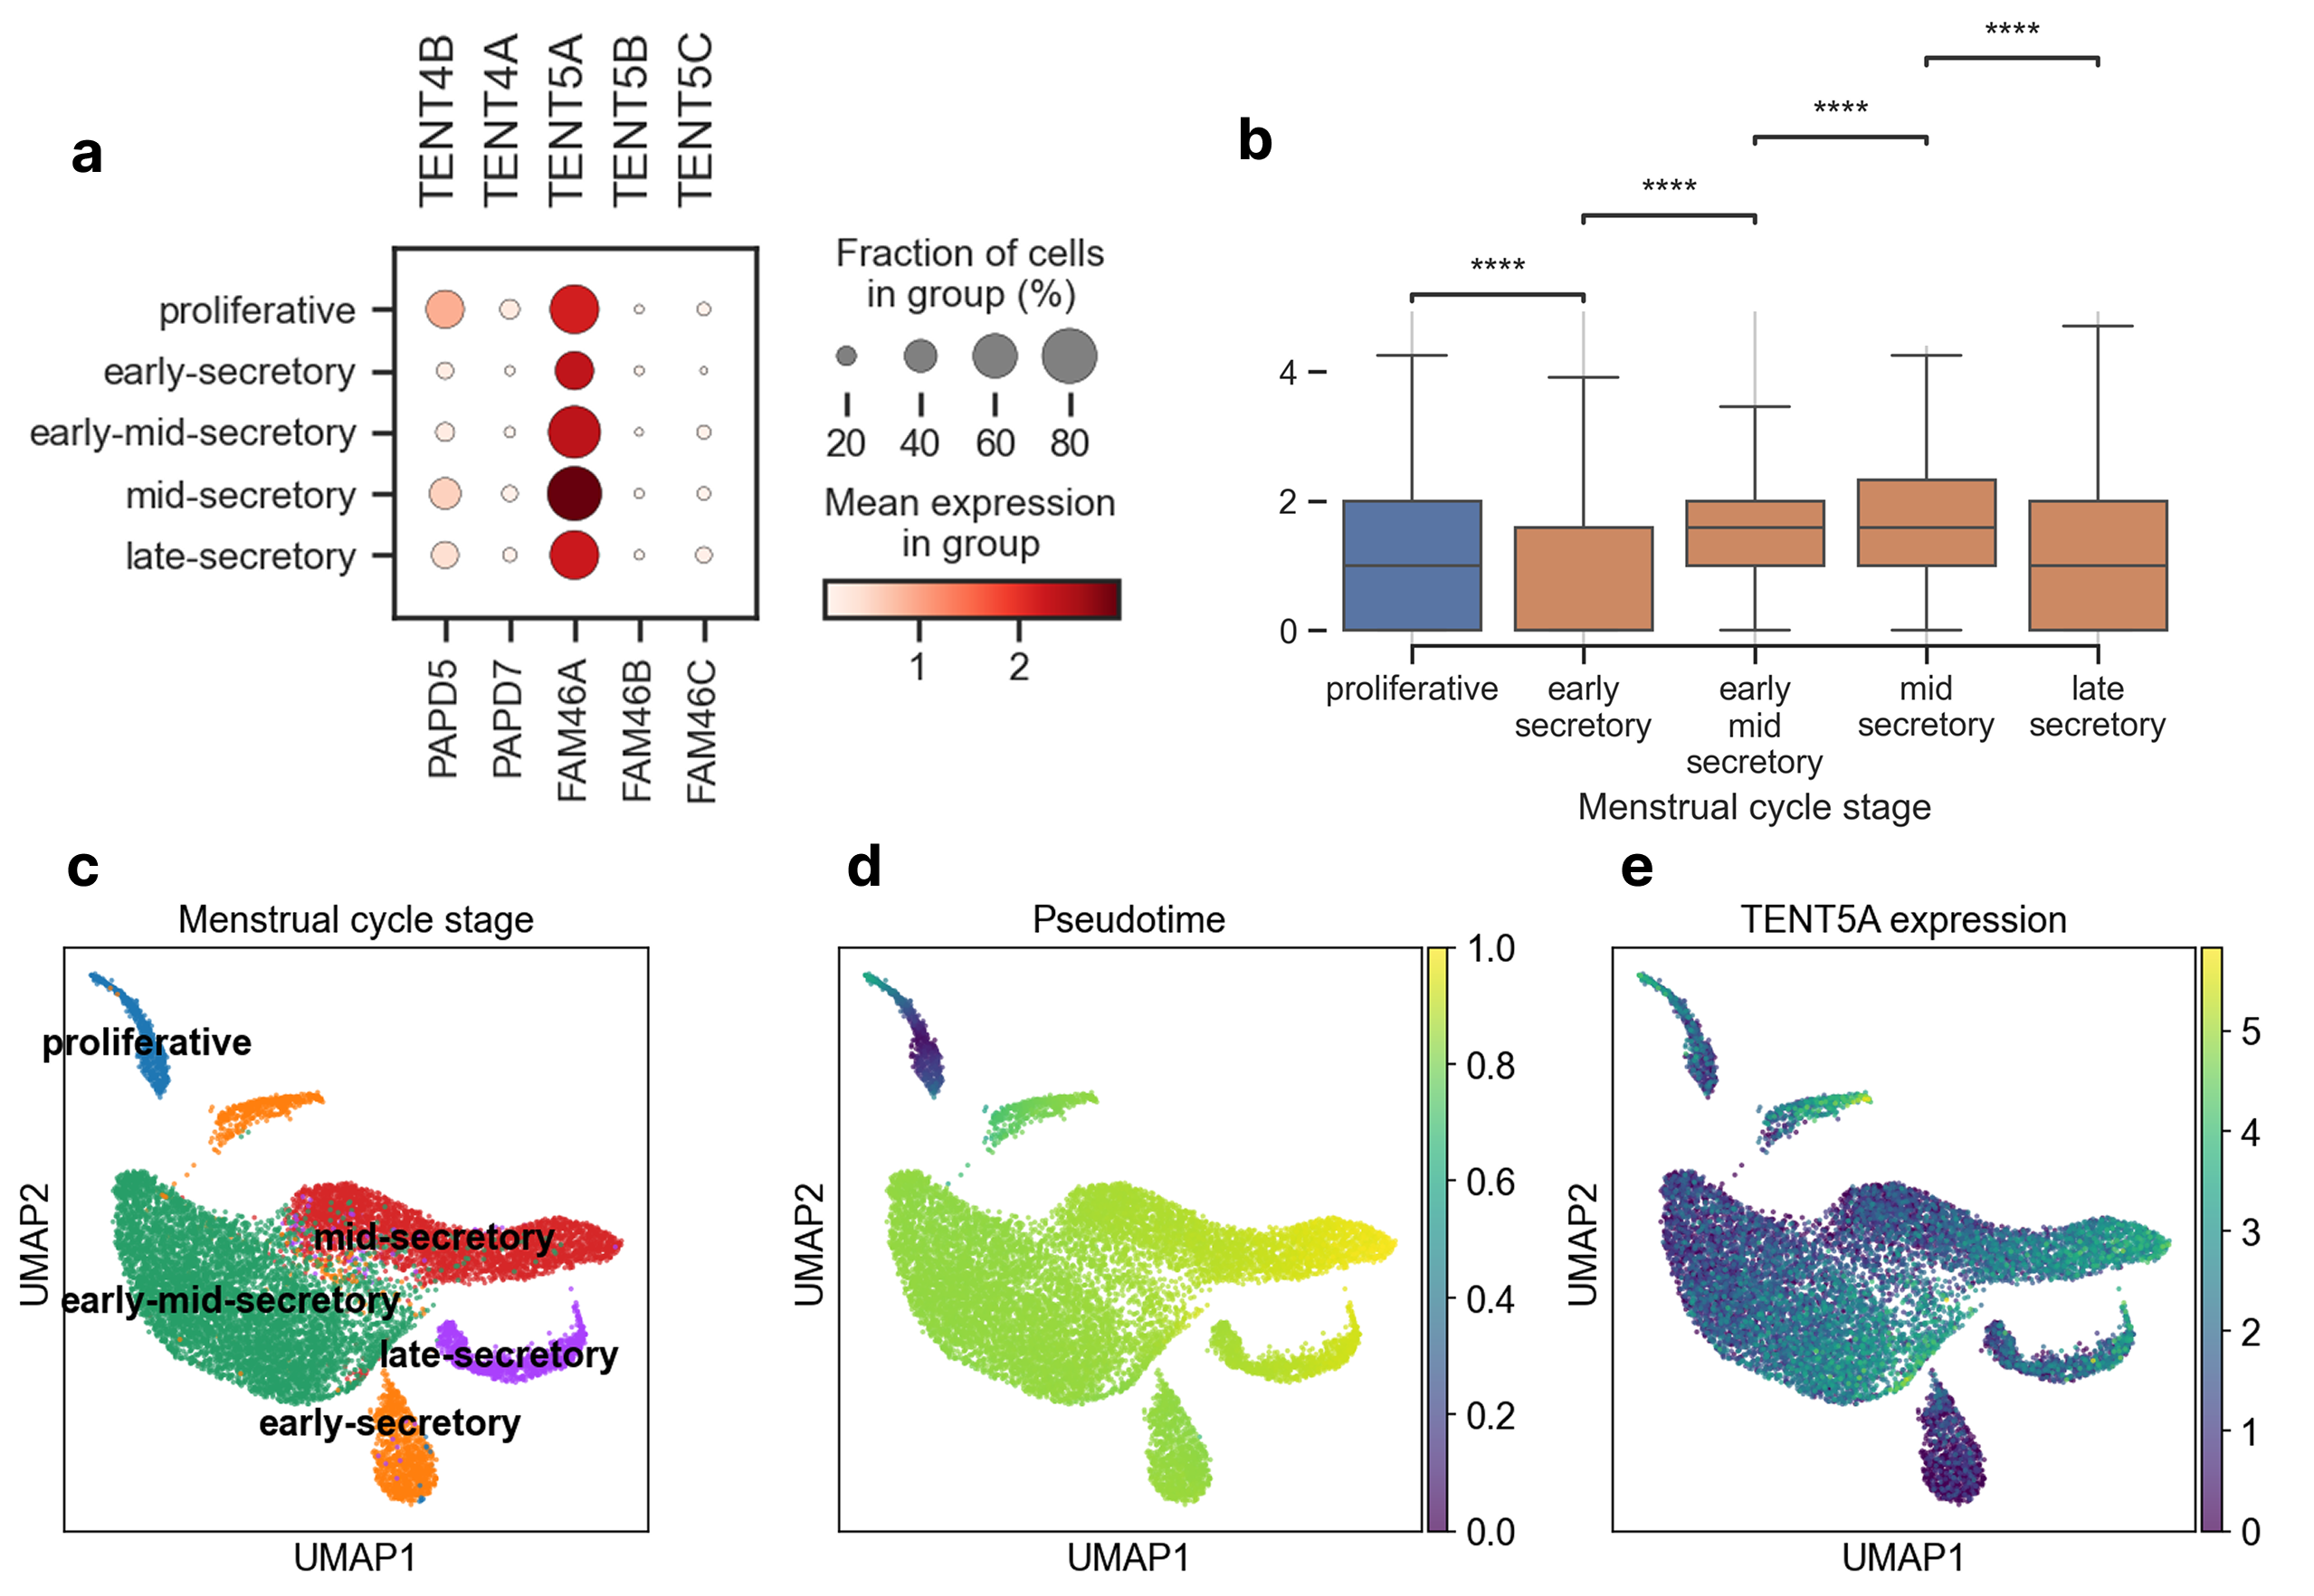 a
TENT4B
TENT4A
TENT5A
TENT5B
TENT5C
proliferative
early-secretory
early-mid-secretory
mid-secretory
late-secretory
PAPD5
PAPD7
FAM46A
FAM46B
FAM46C
Fraction of cells
in group (%)
20 40 60 80
Mean expression
in group
1 2
b
****
****
****
****
4
2
0
proliferative
early
secretory
early
mid
secretory
mid
secretory
late
secretory
Menstrual cycle stage
c
Menstrual cycle stage
proliferative
mid-secretory
early-mid-secretory
late-secretory
early-secretory
UMAP2
UMAP1
d
Pseudotime
UMAP2
UMAP1
1.0
0.8
0.6
0.4
0.2
0.0
e
TENT5A expression
UMAP2
UMAP1
5
4
3
2
1
0